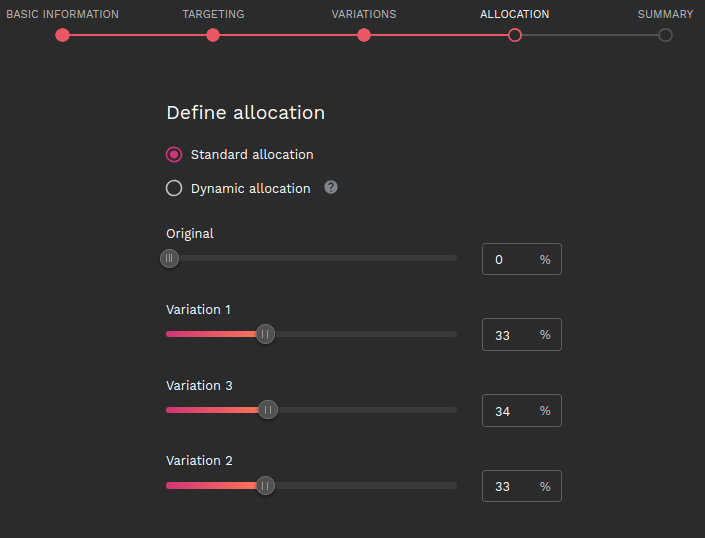 BASIC INFORMATION TARGETING VARIATIONS ALLOCATION SUMMARY
Define allocation
Standard allocation
Dynamic allocation ?
Original
0 %
Variation 1
33 %
Variation 3
34 %
Variation 2
33 %